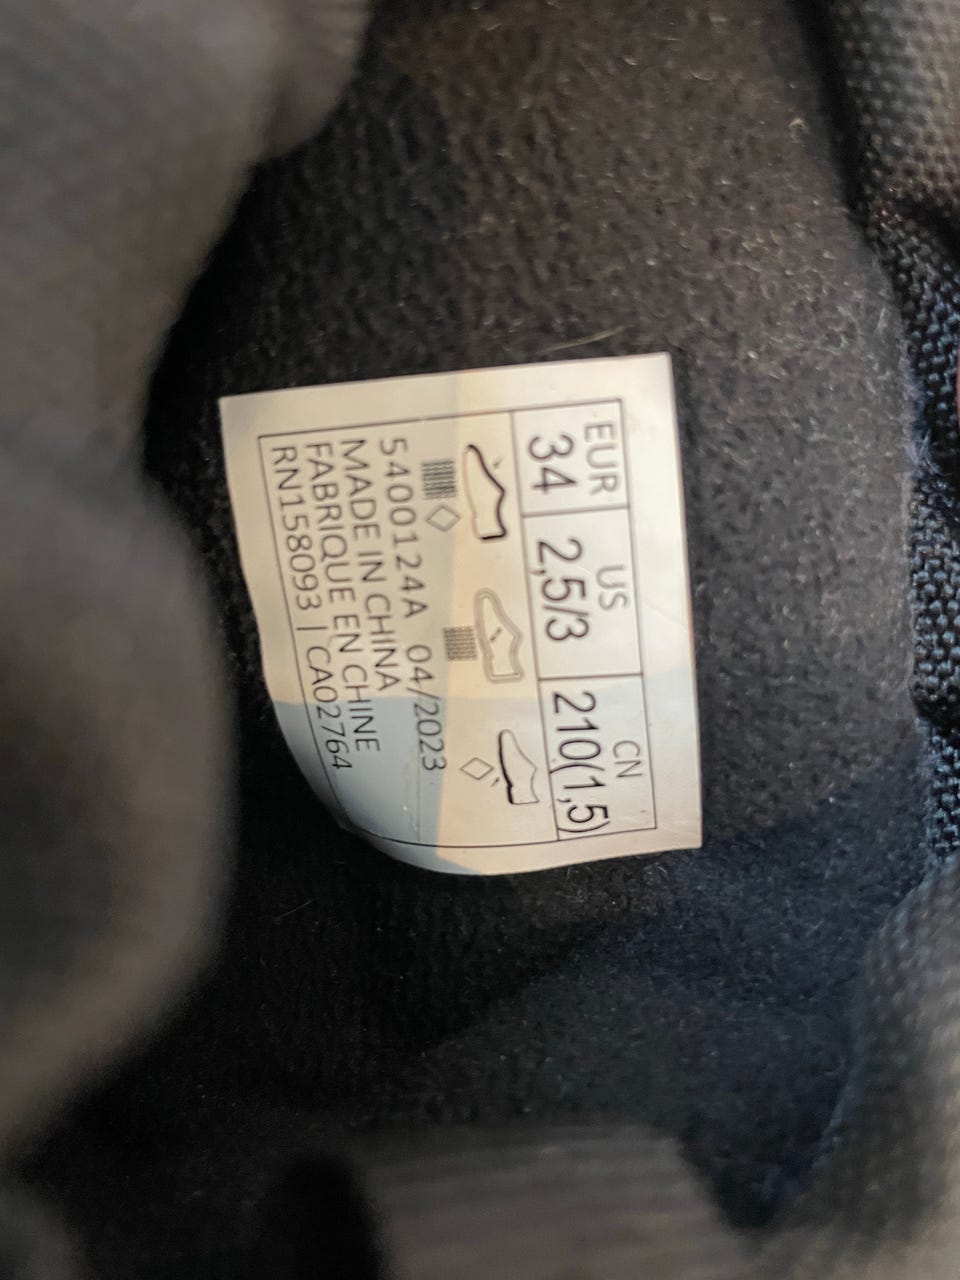 EUR US CN
34 2,5/3 210(1,5)
5400124A 04/2023
MADE IN CHINA
FABRIQUE EN CHINE
RN158093 | CA02764